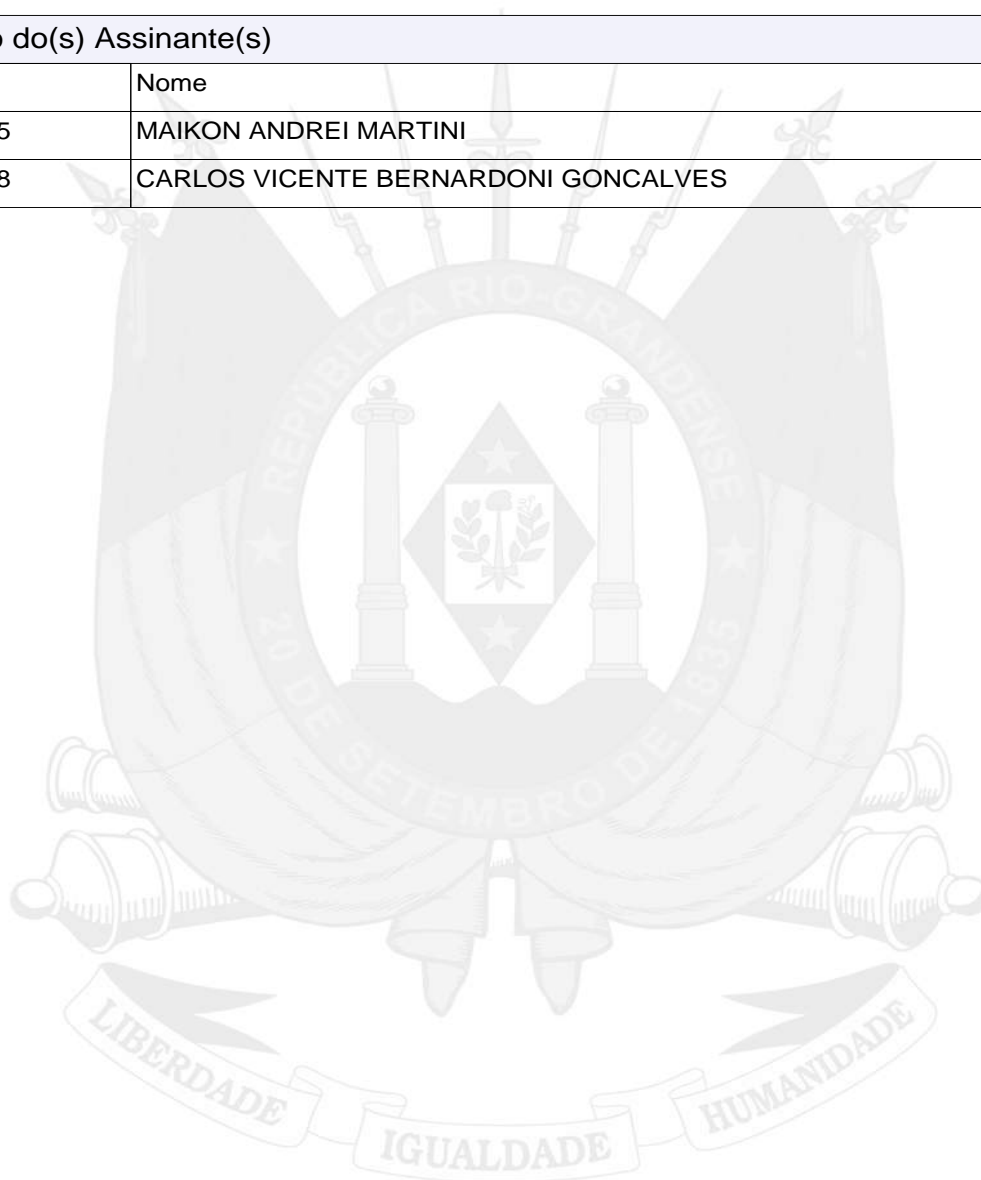 o do(s) Assinante(s)
Nome
5 MAIKON ANDREI MARTINI
8 CARLOS VICENTE BERNARDONI GONCALVES
REPÚBLICA RIO-GRANDENSE
20 DE SETEMBRO DE 1835
LIBERDADE IGUALDADE HUMANIDADE